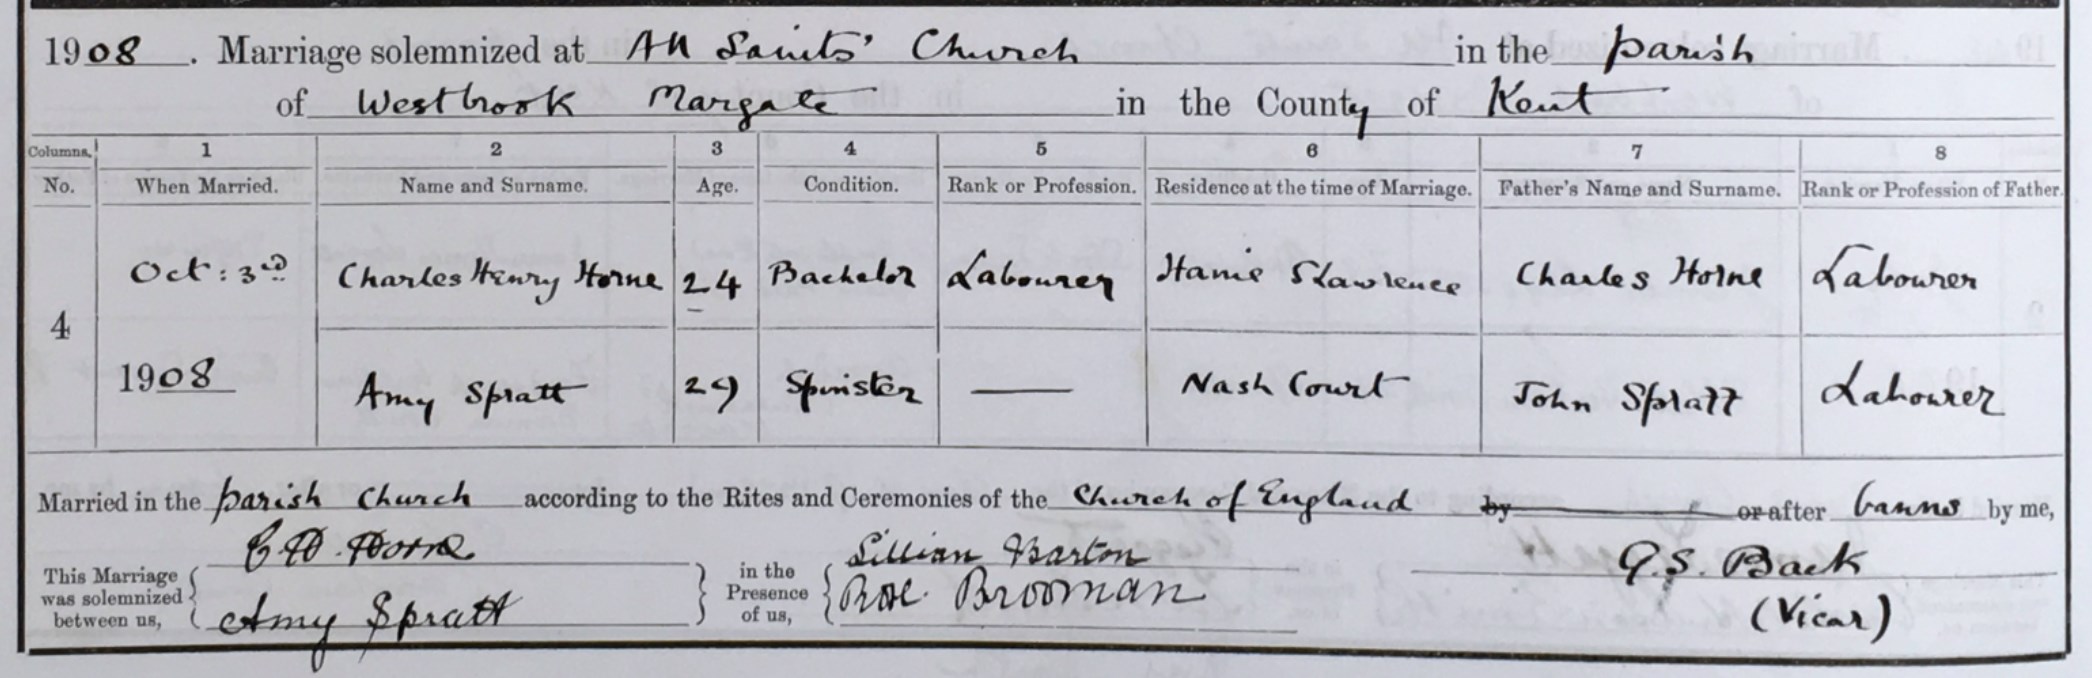 1908. Marriage solemnized at All Saints' Church in the parish
of Westbrook Margate in the County of Kent
Columns, 1 2 3 4 5 6 7 8
No. When Married. Name and Surname. Age. Condition. Rank or Profession. Residence at the time of Marriage. Father's Name and Surname. Rank or Profession of Father.
Oct: 3rd Charles Henry Horne 24 Bachelor Labourer Stawrence Charles Horne Labourer
4
1908 Amy Spratt 29 Spinster — Nash Court John Spratt Labourer
Married in the parish Church according to the Rites and Ceremonies of the Church of England by or after banns by me,
This Marriage was solemnized between us, C. H. Horne in the Presence of us, Lillian Barton G.S. Back
Amy Spratt Brooman (Vicar)